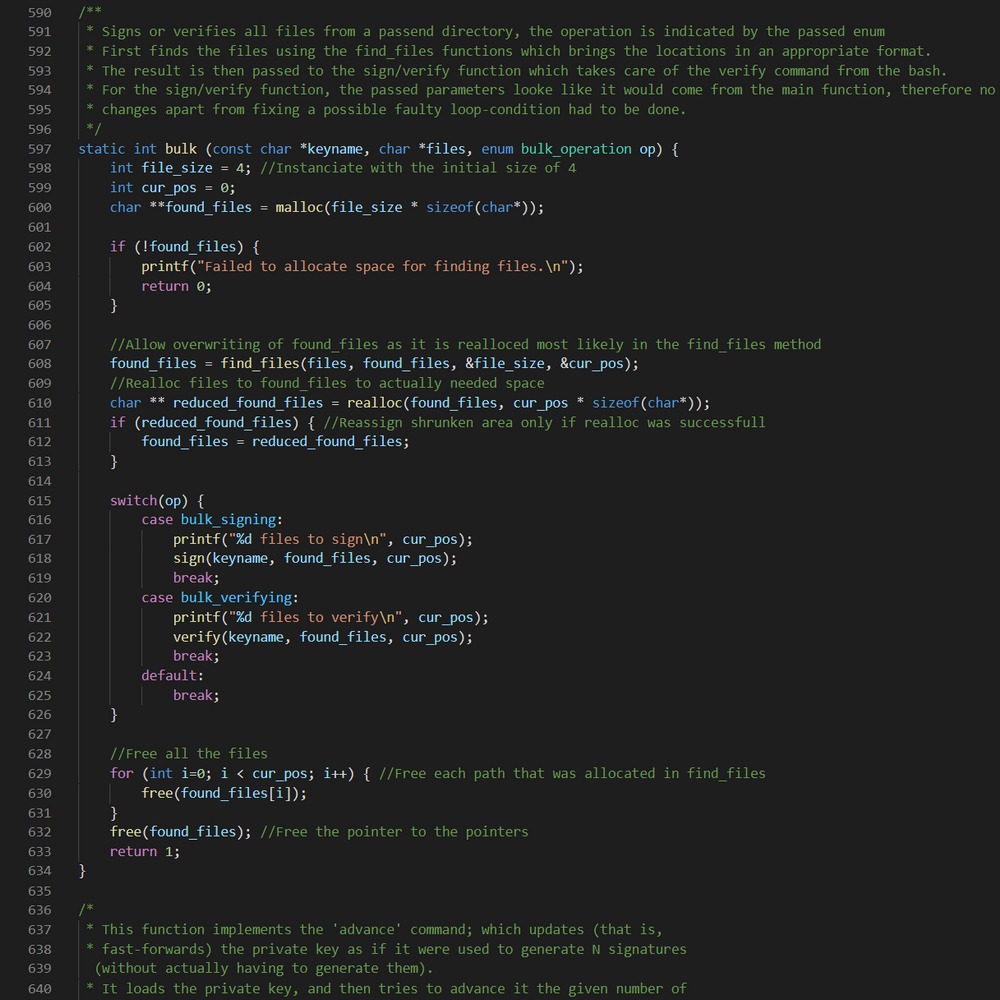 590 /**
591  * Signs or verifies all files from a passend directory, the operation is indicated by the passed enum
592  * First finds the files using the find_files functions which brings the locations in an appropriate format.
593  * The result is then passed to the sign/verify function which takes care of the verify command from the bash.
594  * For the sign/verify function, the passed parameters looke like it would come from the main function, therefore no
595  * changes apart from fixing a possible faulty loop-condition had to be done.
596  */
597 static int bulk (const char *keyname, char *files, enum bulk_operation op) {
598     int file_size = 4; //Instanciate with the initial size of 4
599     int cur_pos = 0;
600     char **found_files = malloc(file_size * sizeof(char*));
601
602     if (!found_files) {
603         printf("Failed to allocate space for finding files.\n");
604         return 0;
605     }
606
607     //Allow overwriting of found_files as it is realloced most likely in the find_files method
608     found_files = find_files(files, found_files, &file_size, &cur_pos);
609     //Realloc files to found_files to actually needed space
610     char ** reduced_found_files = realloc(found_files, cur_pos * sizeof(char*));
611     if (reduced_found_files) { //Reassign shrunken area only if realloc was successfull
612         found_files = reduced_found_files;
613     }
614
615     switch(op) {
616         case bulk_signing:
617             printf("%d files to sign\n", cur_pos);
618             sign(keyname, found_files, cur_pos);
619             break;
620         case bulk_verifying:
621             printf("%d files to verify\n", cur_pos);
622             verify(keyname, found_files, cur_pos);
623             break;
624         default:
625             break;
626     }
627
628     //Free all the files
629     for (int i=0; i < cur_pos; i++) { //Free each path that was allocated in find_files
630         free(found_files[i]);
631     }
632     free(found_files); //Free the pointer to the pointers
633     return 1;
634 }
635
636 /*
637  * This function implements the 'advance' command; which updates (that is,
638  * fast-forwards) the private key as if it were used to generate N signatures
639   (without actually having to generate them).
640  * It loads the private key, and then tries to advance it the given number of